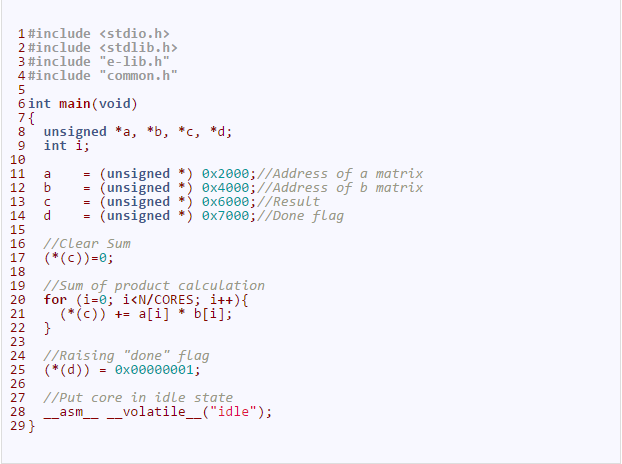 1 #include <stdio.h>
2 #include <stdlib.h>
3 #include "e-lib.h"
4 #include "common.h"
5
6 int main(void)
7 {
8   unsigned *a, *b, *c, *d;
9   int i;
10
11   a    = (unsigned *) 0x2000;//Address of a matrix
12   b    = (unsigned *) 0x4000;//Address of b matrix
13   c    = (unsigned *) 0x6000;//Result
14   d    = (unsigned *) 0x7000;//Done flag
15
16   //Clear Sum
17   (*(c))=0;
18
19   //Sum of product calculation
20   for (i=0; i<N/CORES; i++){
21     (*(c)) += a[i] * b[i];
22   }
23
24   //Raising "done" flag
25   (*(d)) = 0x00000001;
26
27   //Put core in idle state
28   __asm__ __volatile__("idle");
29 }